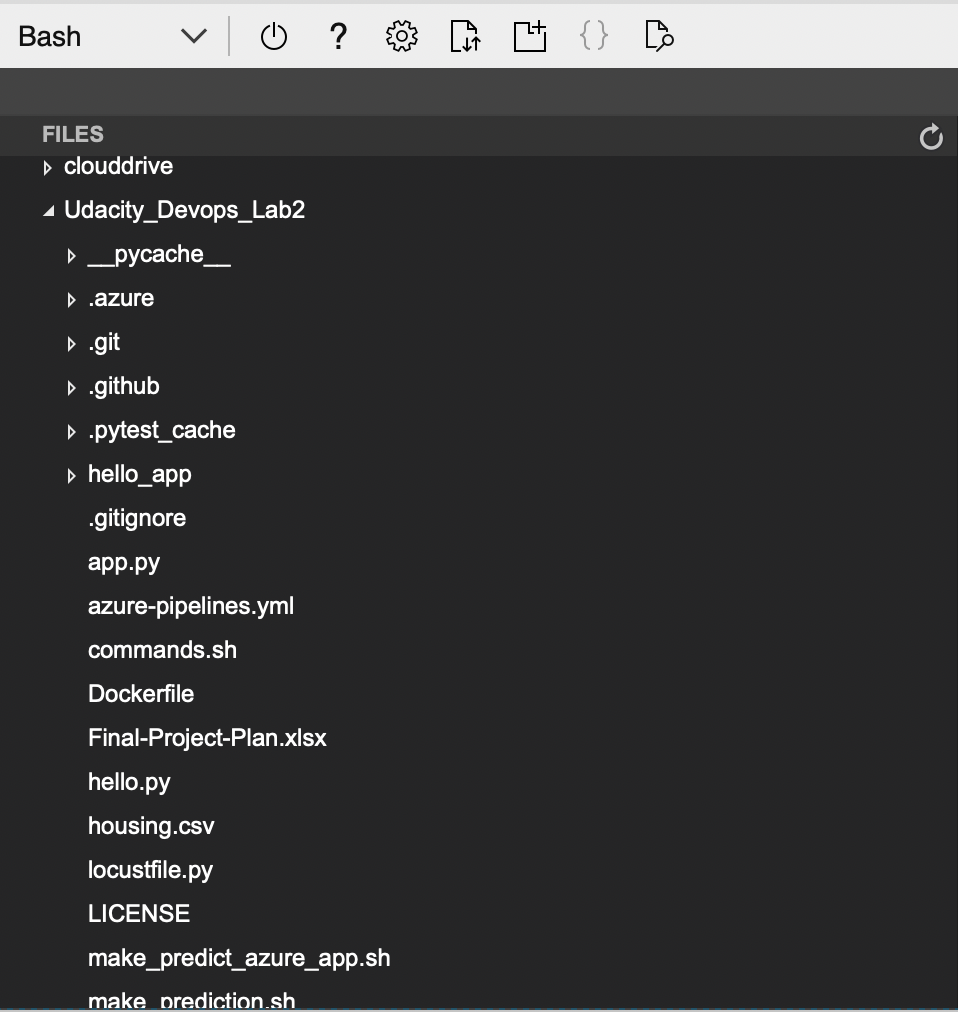 Bash
FILES
clouddrive
Udacity_Devops_Lab2
__pycache__
.azure
.git
.github
.pytest_cache
hello_app
.gitignore
app.py
azure-pipelines.yml
commands.sh
Dockerfile
Final-Project-Plan.xlsx
hello.py
housing.csv
locustfile.py
LICENSE
make_predict_azure_app.sh
make_prediction.sh